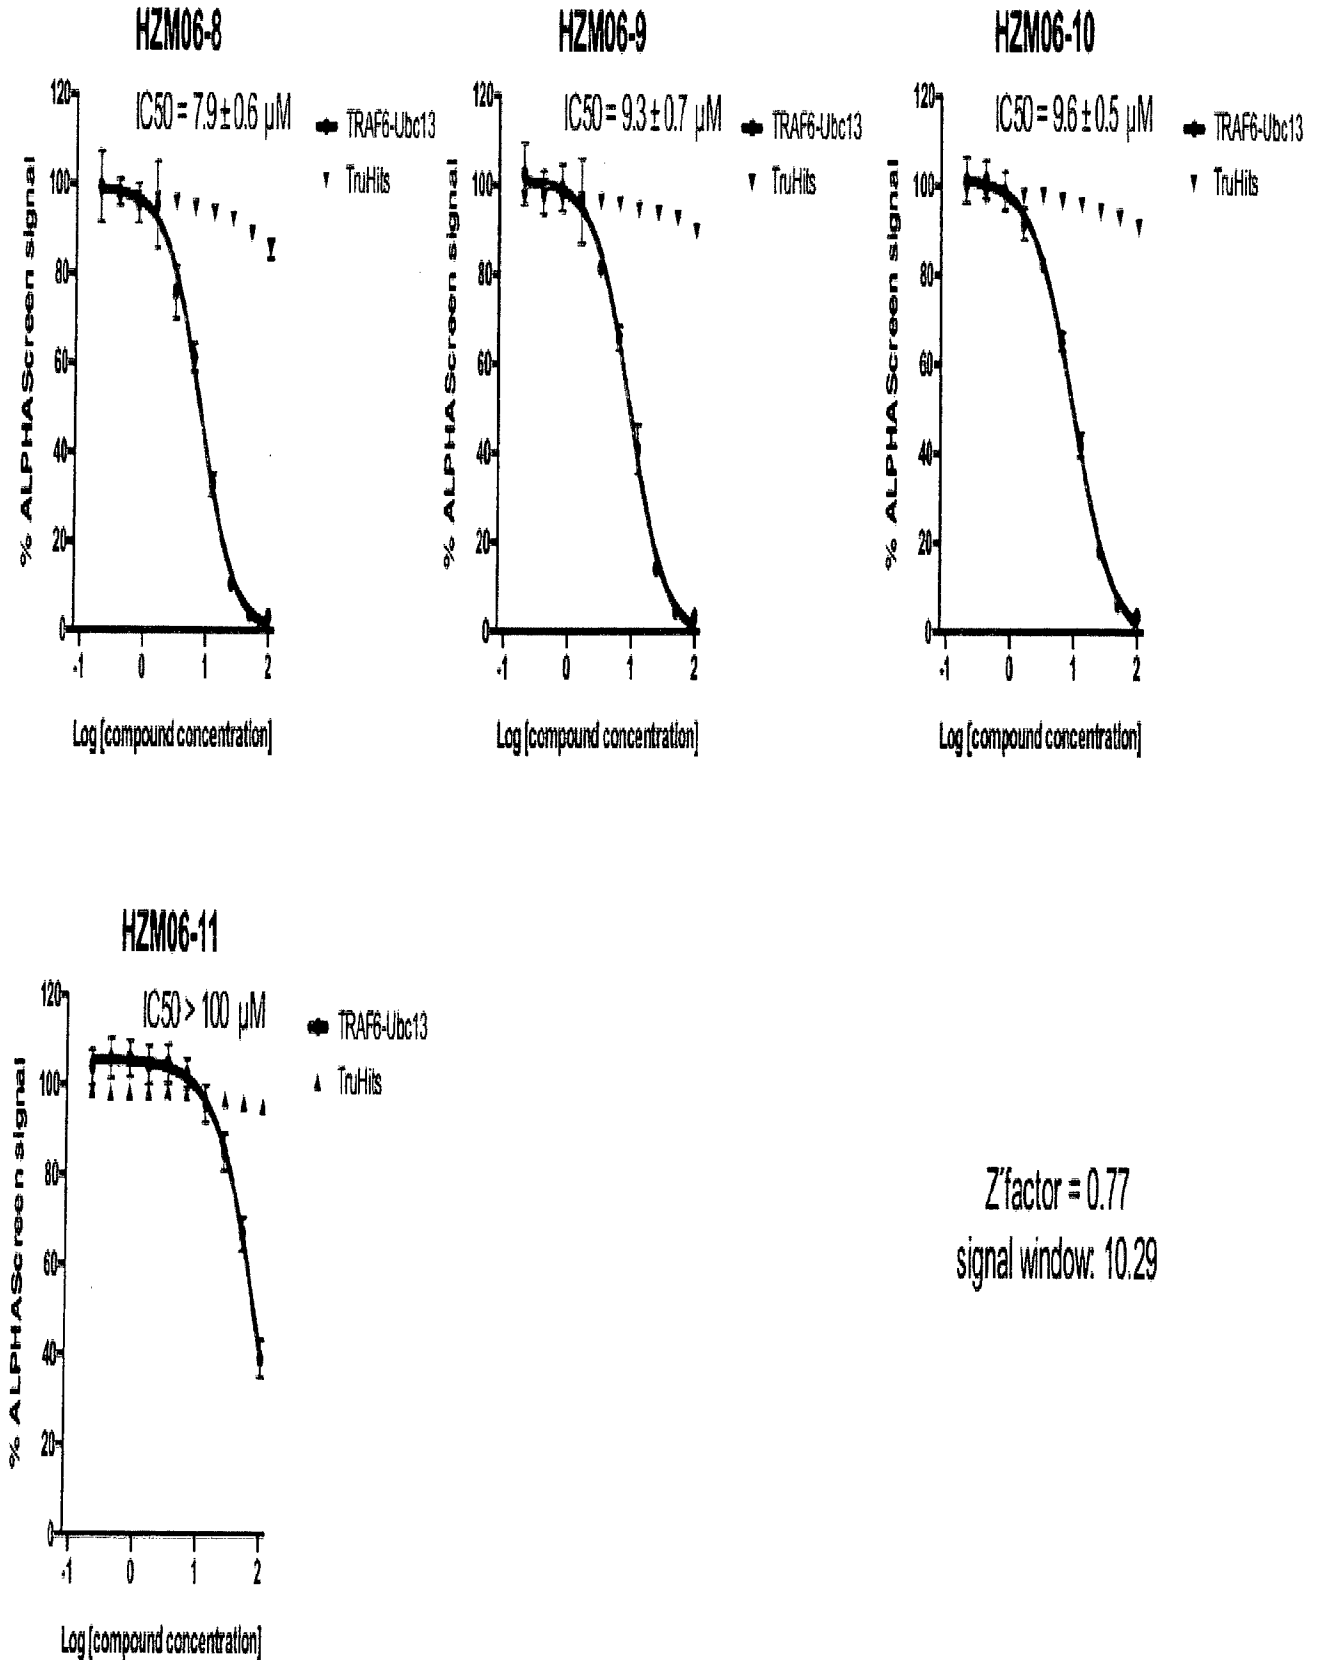 HZM06-8
IC50 = 7.9±0.6 µM
TRAF6-Ubc13
TruHits
% ALPHAScreen signal
120
100
80
60
40
20
0
-1 0 1 2
Log [compound concentration]
HZM06-9
IC50 = 9.3±0.7 µM
TRAF6-Ubc13
TruHits
% ALPHAScreen signal
120
100
80
60
40
20
0
-1 0 1 2
Log [compound concentration]
HZM06-10
IC50 = 9.6±0.5 µM
TRAF6-Ubc13
TruHits
% ALPHAScreen signal
120
100
80
60
40
20
0
-1 0 1 2
Log [compound concentration]
HZM06-11
IC50 > 100 µM
TRAF6-Ubc13
TruHits
% ALPHAScreen signal
120
100
80
60
40
20
0
-1 0 1 2
Log [compound concentration]
Z'factor = 0.77
signal window: 10.29